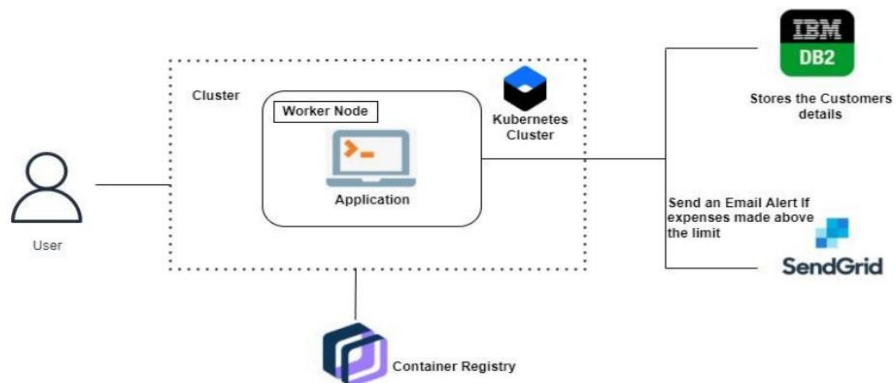 IBM
DB2
Stores the Customers
details
Cluster
Worker Node
Kubernetes
Cluster
Application
User
Send an Email Alert If
expenses made above
the limit
SendGrid
Container Registry